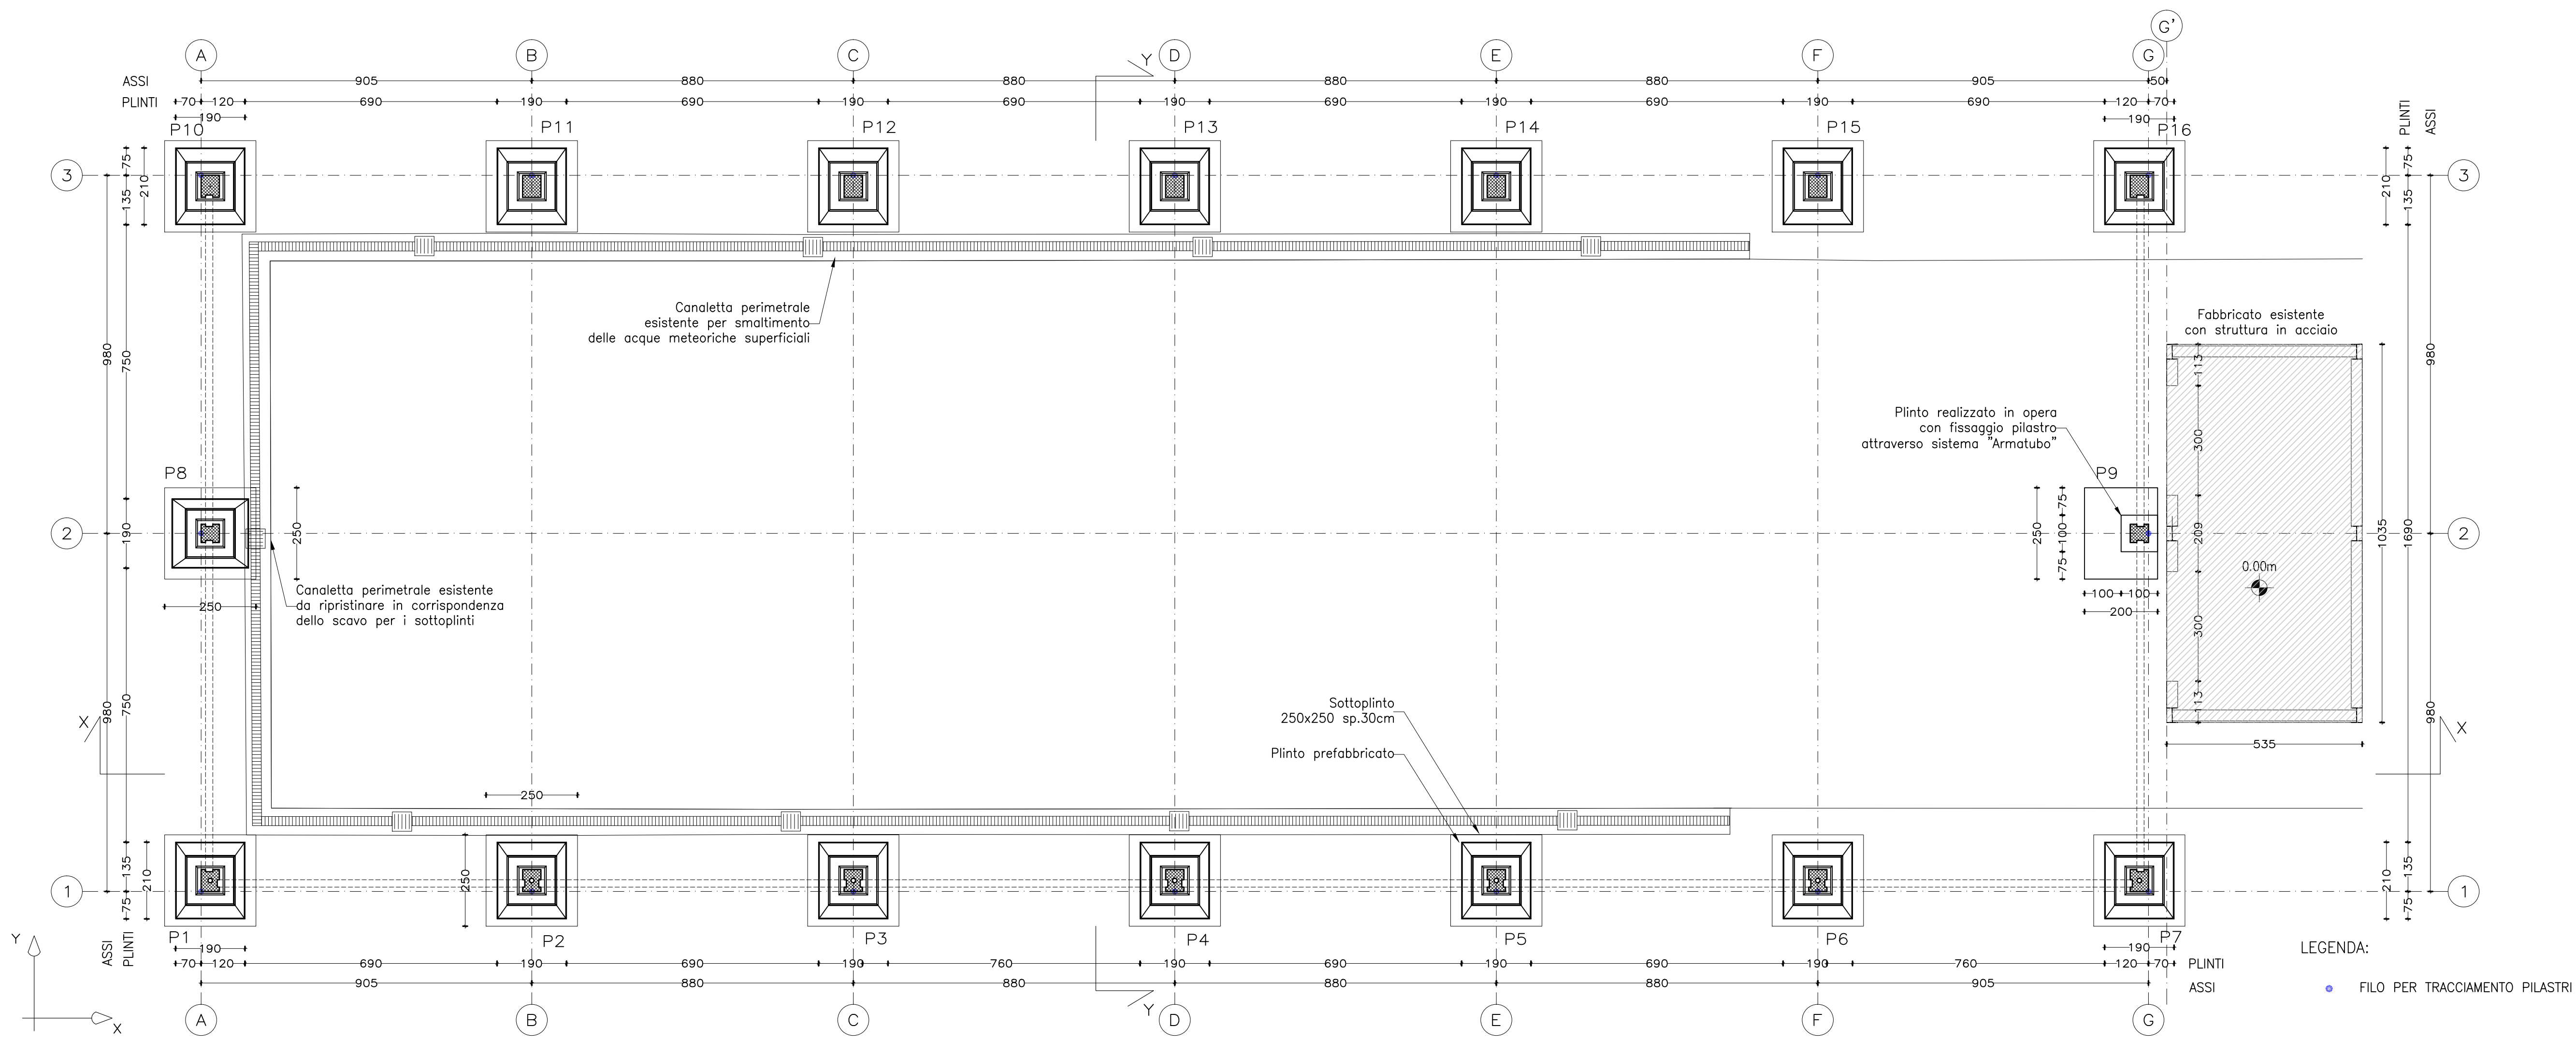 G'
A B C D E F G
Y
ASSI 905 880 880 880 880 905 50
PLINTI 70 120 690 190 690 190 690 190 690 190 690 190 690 120 70
190 190
PLINTI ASSI
P10 P11 P12 P13 P14 P15 P16
3 75 210 135 210 75 135 3
Canaletta perimetrale
esistente per smaltimento
delle acque meteoriche superficiali
Fabbricato esistente
con struttura in acciaio
980 750 113 980
Plinto realizzato in opera
con fissaggio pilastro
attraverso sistema "Armatubo"
300
P8 P9
2 190 250 250 75 100 75 209 1035 1690 2
0.00m
Canaletta perimetrale esistente
da ripristinare in corrispondenza
dello scavo per i sottoplinti
250
100 100
200
300
980 750 113 980
Sottoplinto
250x250 sp.30cm
X X
535
Plinto prefabbricato
250
1 135 210 75 250 210 135 75 1
P1 P2 P3 P4 P5 P6 P7
Y
ASSI PLINTI
190 190
LEGENDA:
70 120 690 190 690 190 760 190 690 190 690 190 760 120 70 PLINTI
905 880 880 880 880 905 ASSI
FILO PER TRACCIAMENTO PILASTRI
Y
A B C D E F G
X